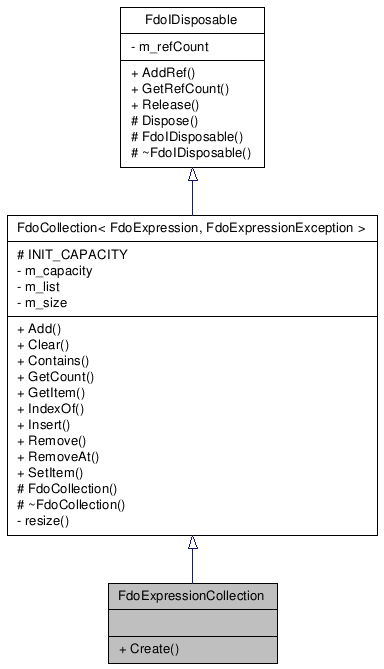 FdoIDisposable
- m_refCount
+ AddRef()
+ GetRefCount()
+ Release()
# Dispose()
# FdoIDisposable()
# ~FdoIDisposable()
FdoCollection< FdoExpression, FdoExpressionException >
# INIT_CAPACITY
- m_capacity
- m_list
- m_size
+ Add()
+ Clear()
+ Contains()
+ GetCount()
+ GetItem()
+ IndexOf()
+ Insert()
+ Remove()
+ RemoveAt()
+ SetItem()
# FdoCollection()
# ~FdoCollection()
- resize()
FdoExpressionCollection
+ Create()